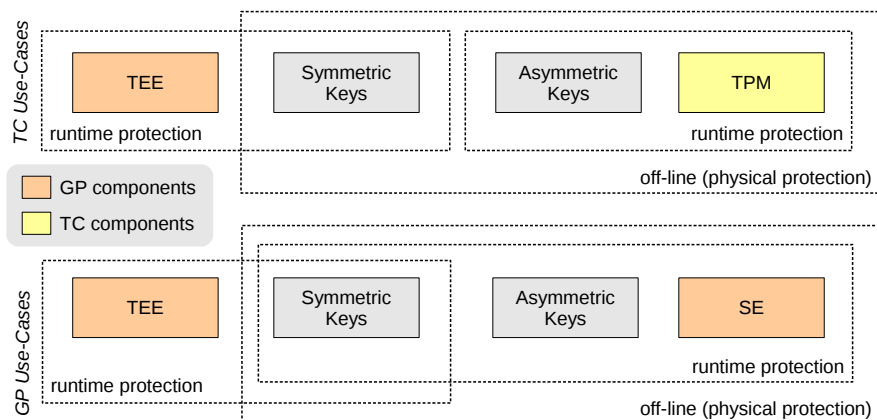 TC Use-Cases
TEE
Symmetric
Keys
Asymmetric
Keys
TPM
runtime protection
runtime protection
off-line (physical protection)
GP components
TC components
GP Use-Cases
TEE
Symmetric
Keys
Asymmetric
Keys
SE
runtime protection
runtime protection
off-line (physical protection)